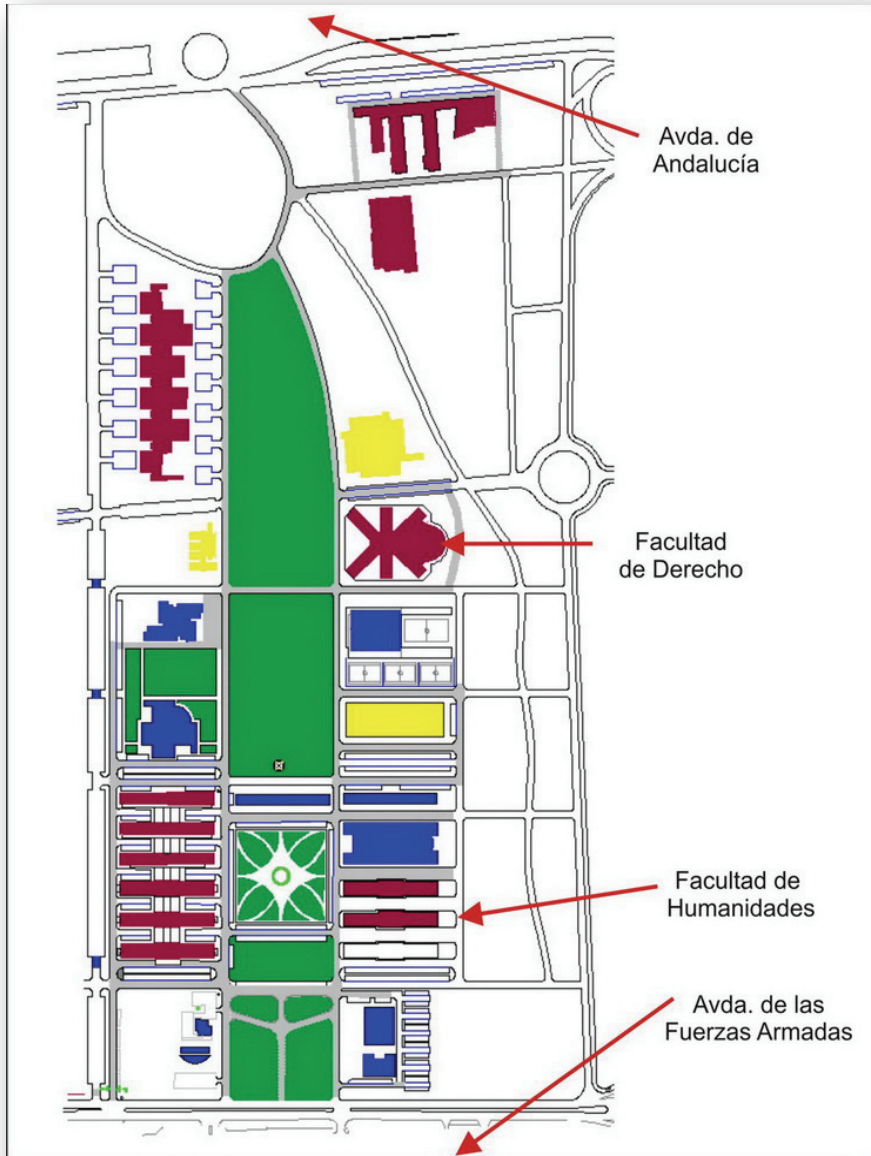 Avda. de
Andalucía
Facultad
de Derecho
Facultad de
Humanidades
Avda. de las
Fuerzas Armadas